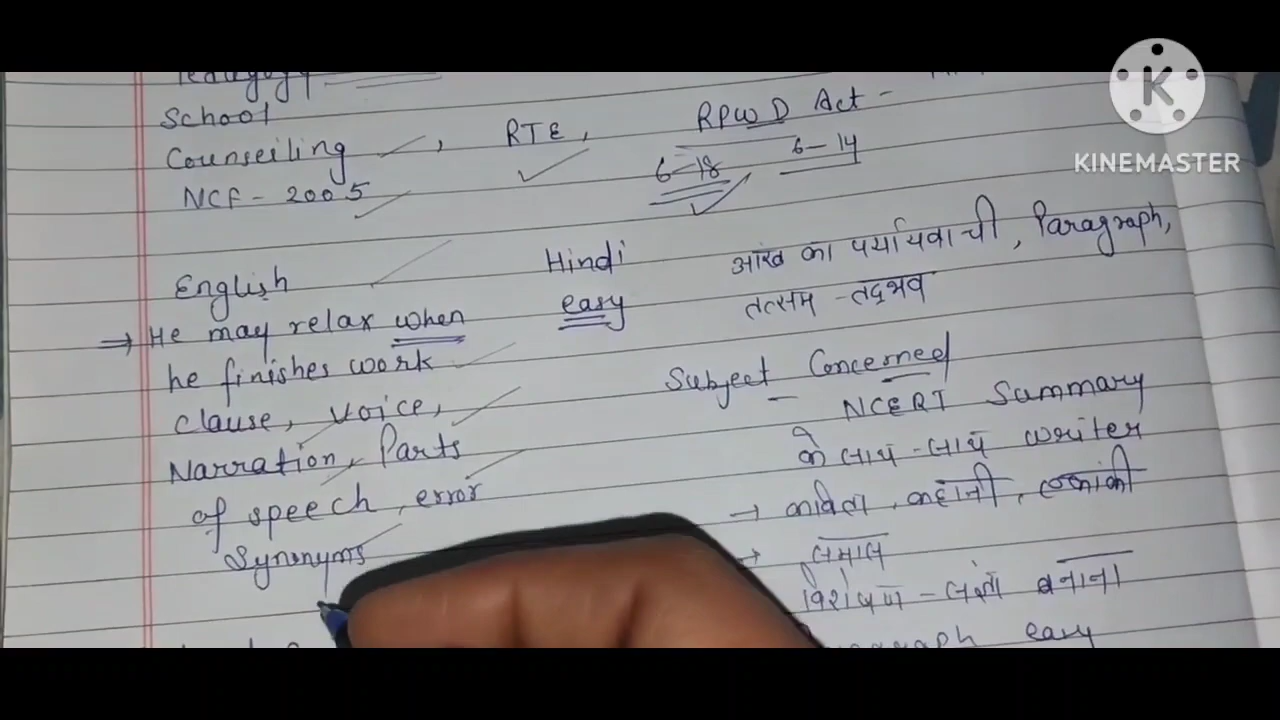 Pedagogy
School
Counseiling , RTE , RPWD Act -
NCF - 2005 6-18 6-14
English
→ He may relax when
he finishes work
clause, voice,
Narration, Parts
of speech, error
Synonyms
Hindi
easy
आंख का पर्यायवाची, Paragraph,
तत्सम - तद्भव
Subject Concerned
NCERT Summary
के साथ - साथ writer
→ कविता, कहानी, एकांकी
→ समास
विशेषण - संज्ञा बनाना
easy
KINEMASTER